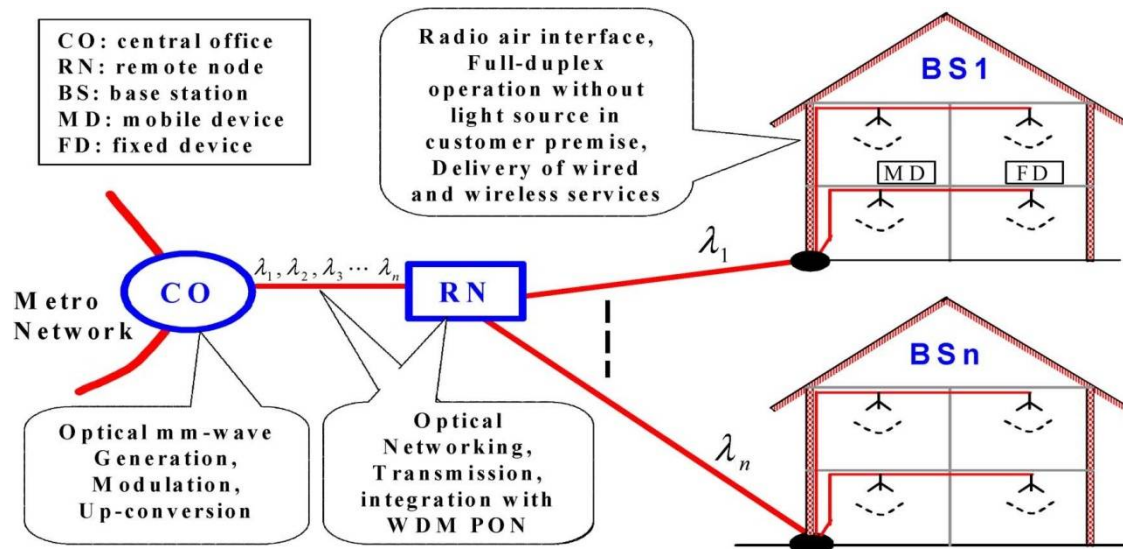 CO: central office
RN: remote node
BS: base station
MD: mobile device
FD: fixed device
Radio air interface,
Full-duplex
operation without
light source in
customer premise,
Delivery of wired
and wireless services
BS1
MD
FD
λ1
λ1, λ2, λ3 ··· λn
CO
RN
Metro
Network
Optical mm-wave
Generation,
Modulation,
Up-conversion
Optical
Networking,
Transmission,
integration with
WDM PON
λn
BSn